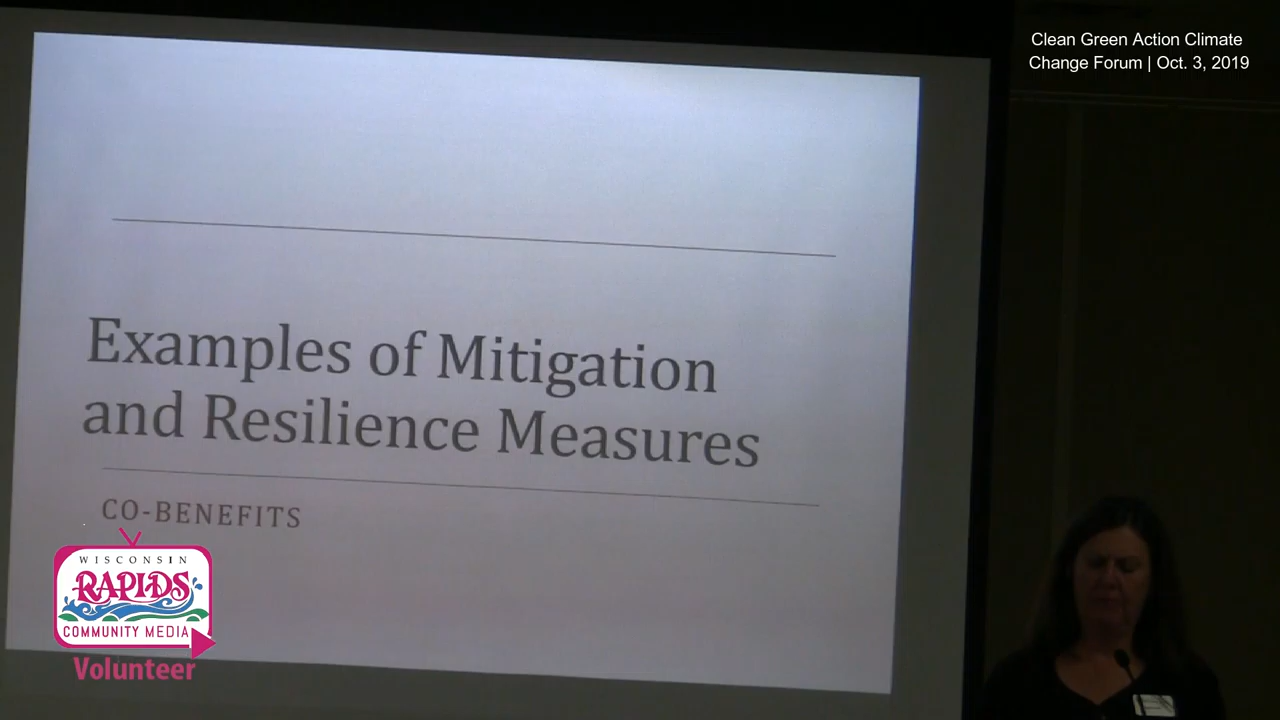 Clean Green Action Climate
Change Forum | Oct. 3, 2019
Examples of Mitigation
and Resilience Measures
CO-BENEFITS
WISCONSIN
RAPIDS
COMMUNITY MEDIA
Volunteer